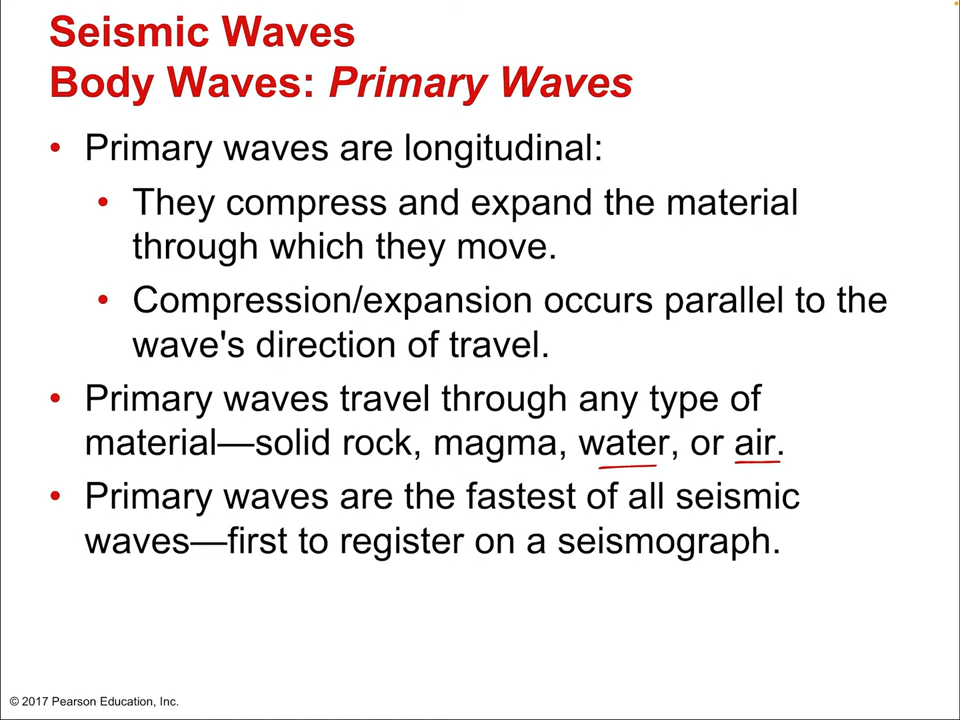 Seismic Waves
Body Waves: Primary Waves
• Primary waves are longitudinal:
• They compress and expand the material
through which they move.
• Compression/expansion occurs parallel to the
wave's direction of travel.
• Primary waves travel through any type of
material—solid rock, magma, water, or air.
• Primary waves are the fastest of all seismic
waves—first to register on a seismograph.
© 2017 Pearson Education, Inc.